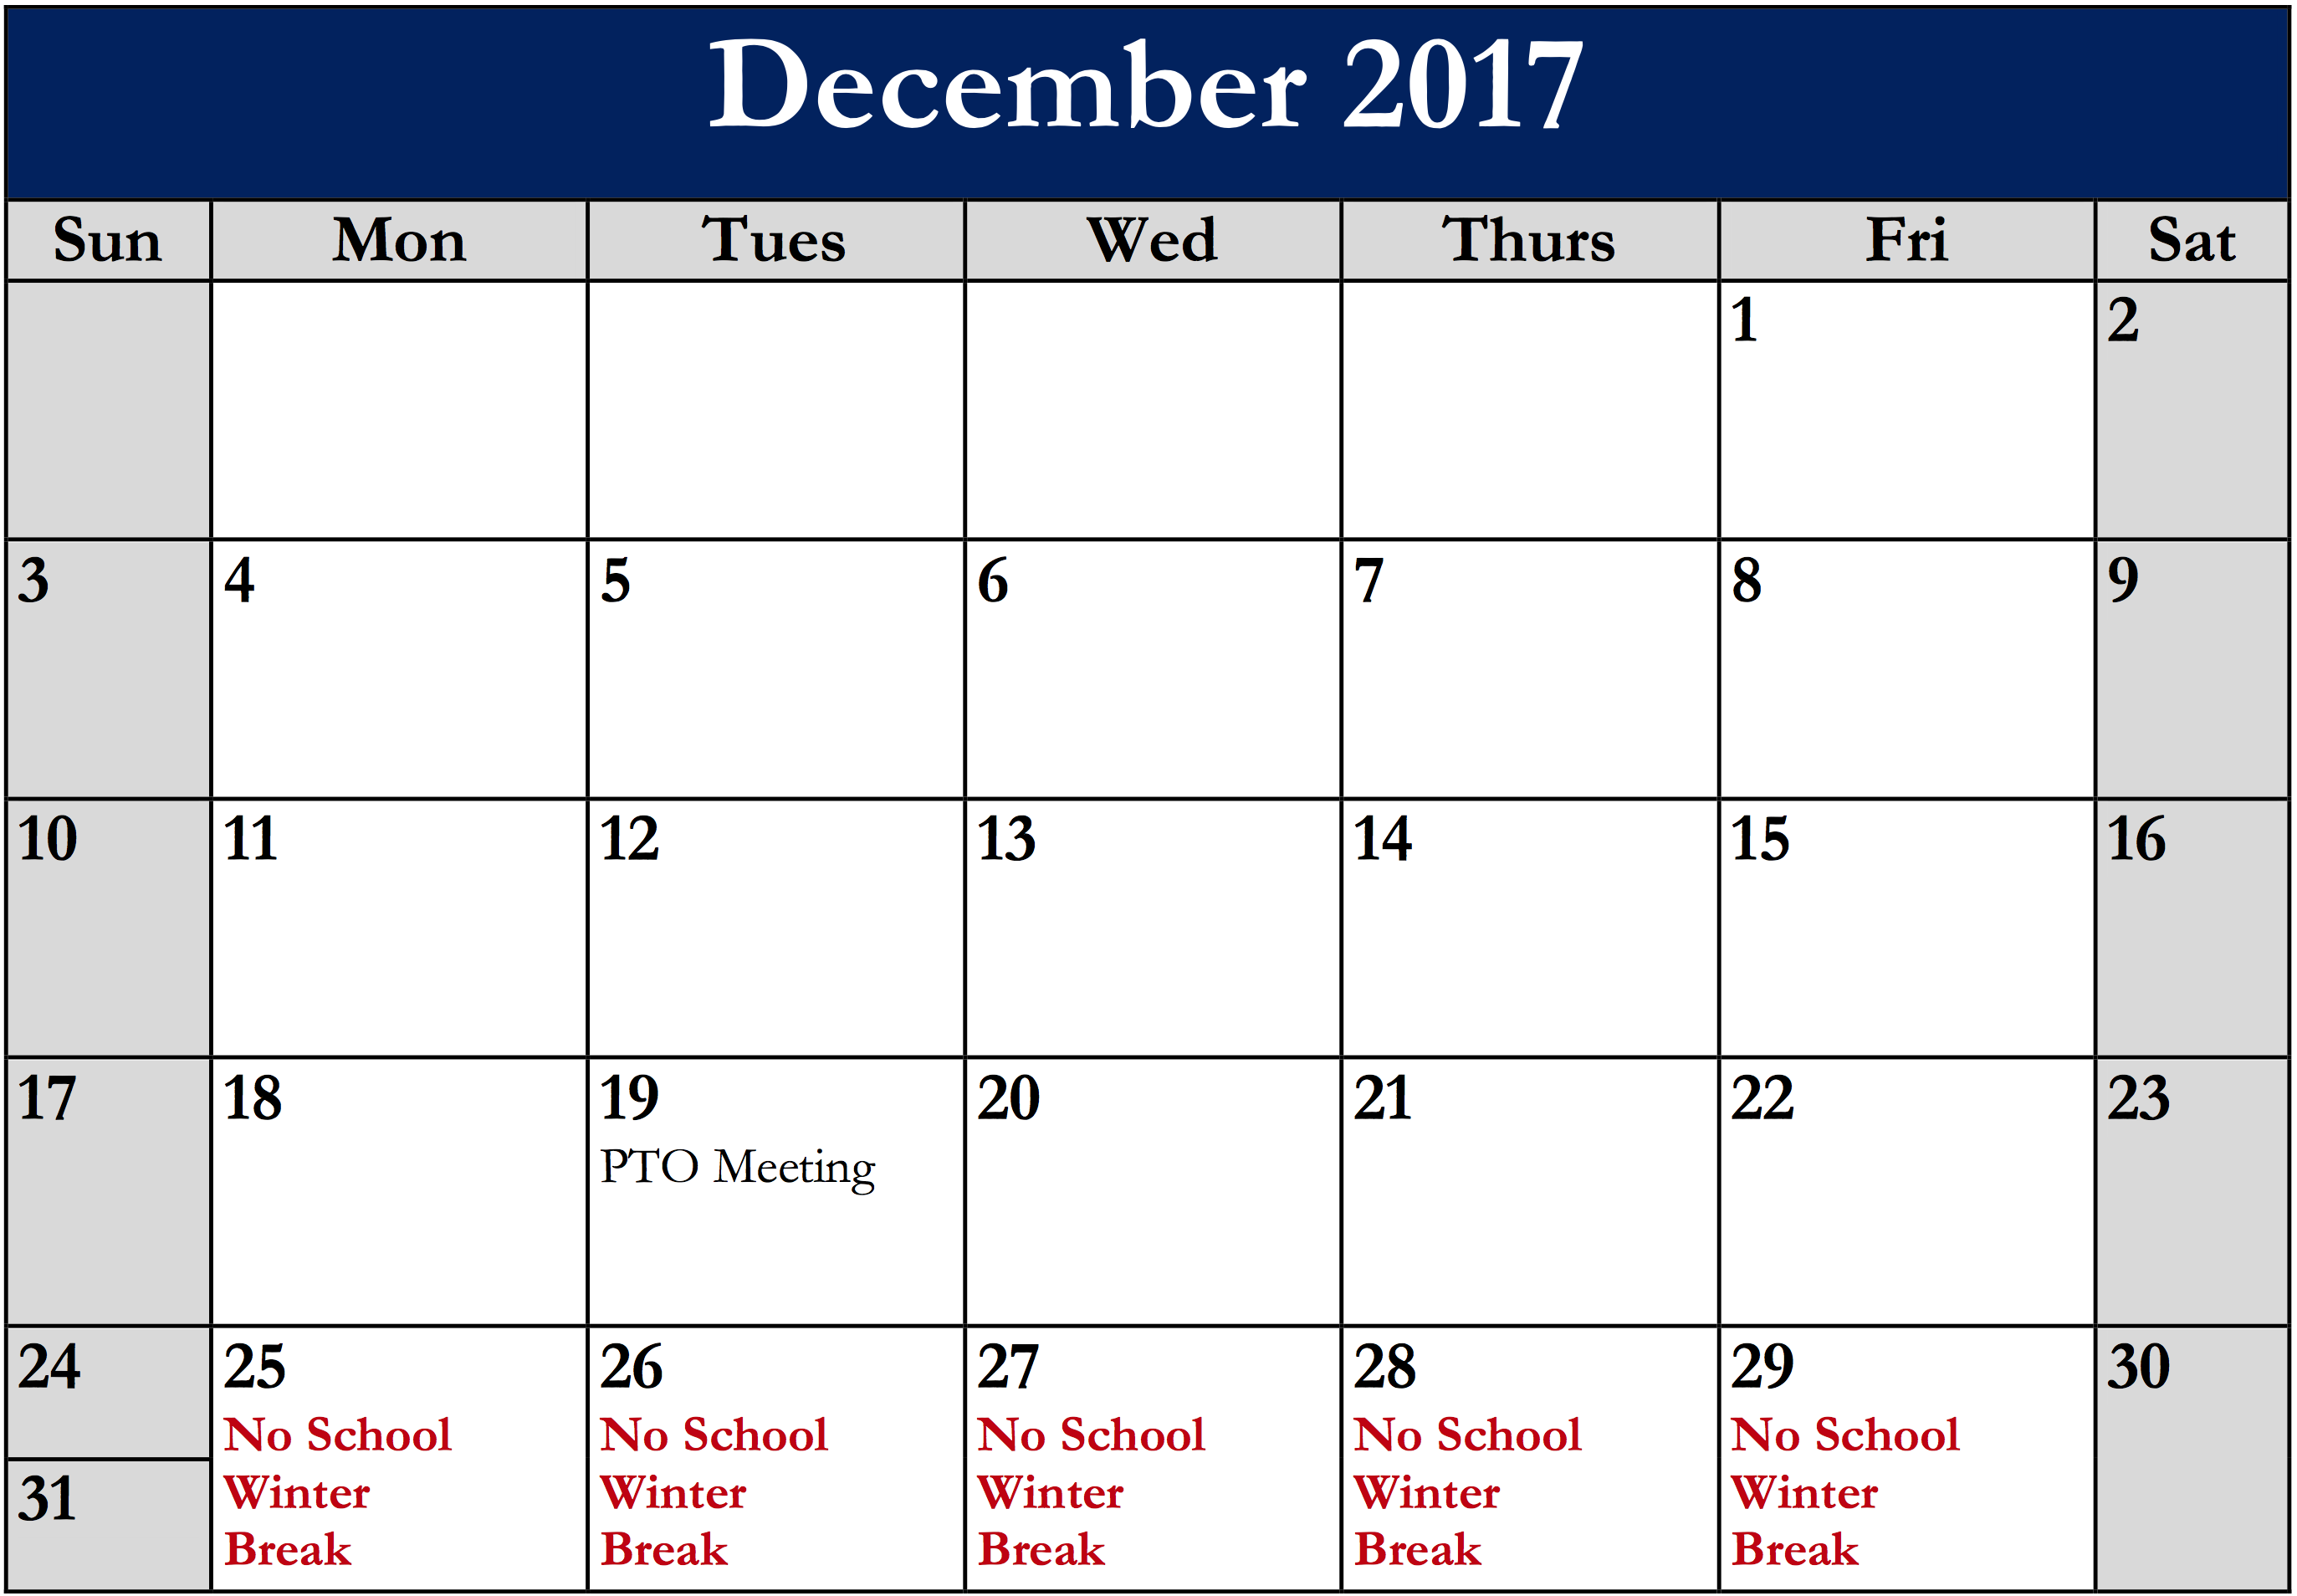 December 2017
Sun Mon Tues Wed Thurs Fri Sat
1 2
3 4 5 6 7 8 9
10 11 12 13 14 15 16
17 18 19 20 21 22 23
PTO Meeting
24 25 26 27 28 29 30
No School No School No School No School No School
31 Winter Winter Winter Winter Winter
Break Break Break Break Break